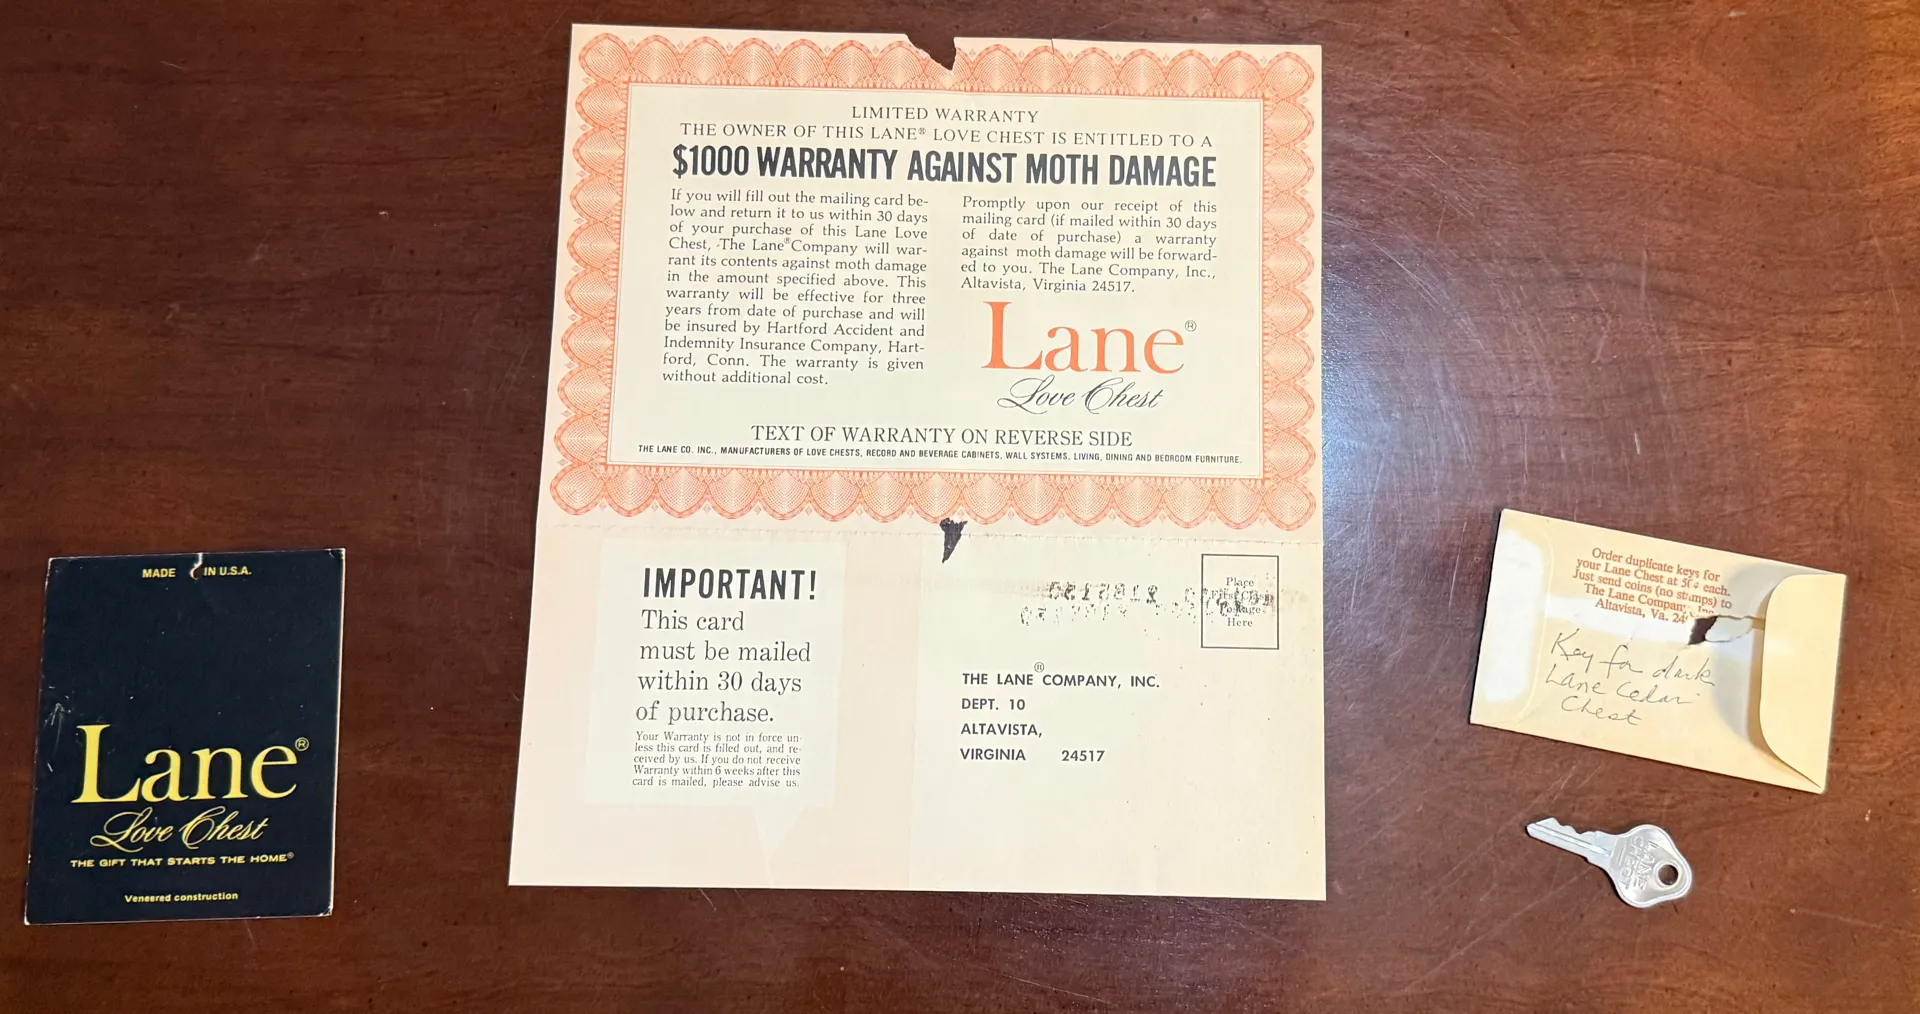 MADE IN U.S.A.
Lane®
Love Chest
THE GIFT THAT STARTS THE HOME®
Veneered construction
LIMITED WARRANTY
THE OWNER OF THIS LANE® LOVE CHEST IS ENTITLED TO A
$1000 WARRANTY AGAINST MOTH DAMAGE
If you will fill out the mailing card be-
low and return it to us within 30 days
of your purchase of this Lane Love
Chest, The Lane® Company will war-
rant its contents against moth damage
in the amount specified above. This
warranty will be effective for three
years from date of purchase and will
be insured by Hartford Accident and
Indemnity Insurance Company, Hart-
ford, Conn. The warranty is given
without additional cost.
Promptly upon our receipt of this
mailing card (if mailed within 30 days
of date of purchase) a warranty
against moth damage will be forward-
ed to you. The Lane Company, Inc.,
Altavista, Virginia 24517.
Lane®
Love Chest
TEXT OF WARRANTY ON REVERSE SIDE
THE LANE CO. INC., MANUFACTURERS OF LOVE CHESTS, RECORD AND BEVERAGE CABINETS, WALL SYSTEMS, LIVING, DINING AND BEDROOM FURNITURE.
IMPORTANT!
This card
must be mailed
within 30 days
of purchase.
Your Warranty is not in force un-
less this card is filled out, and re-
ceived by us. If you do not receive
Warranty within 6 weeks after this
card is mailed, please advise us.
Place
First Class
Postage
Here
THE LANE® COMPANY, INC.
DEPT. 10
ALTAVISTA,
VIRGINIA 24517
Order duplicate keys for
your Lane Chest at 50¢ each.
Just send coins (no stamps) to
The Lane Company, Inc.
Altavista, Va.
Key for dark
Lane Cedar
Chest